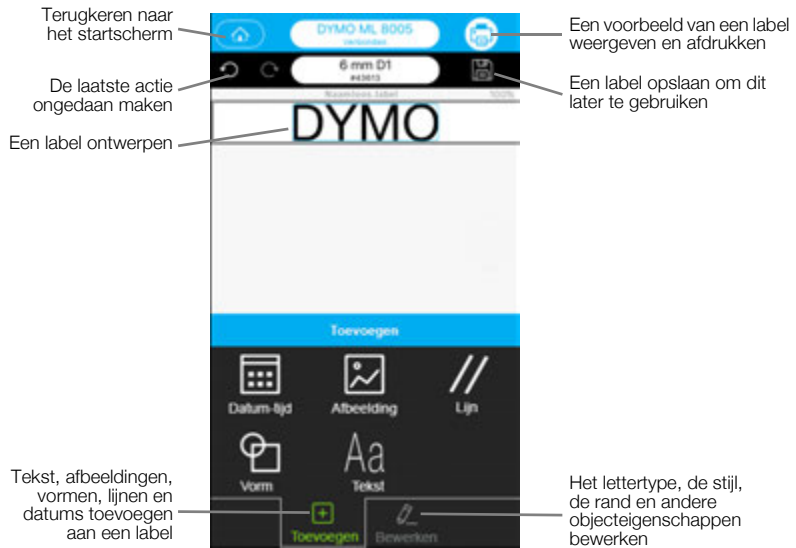 Terugkeren naar
het startscherm
De laatste actie
ongedaan maken
Een label ontwerpen
Tekst, afbeeldingen,
vormen, lijnen en
datums toevoegen
aan een label
DYMO ML 8005
Verbonden
6 mm D1
#43613
Naamloos.label 100%
DYMO
Toevoegen
Datum-tijd Afbeelding Lijn
Aa
Vorm Tekst
Toevoegen Bewerken
Een voorbeeld van een label
weergeven en afdrukken
Een label opslaan om dit
later te gebruiken
Het lettertype, de stijl,
de rand en andere
objecteigenschappen
bewerken